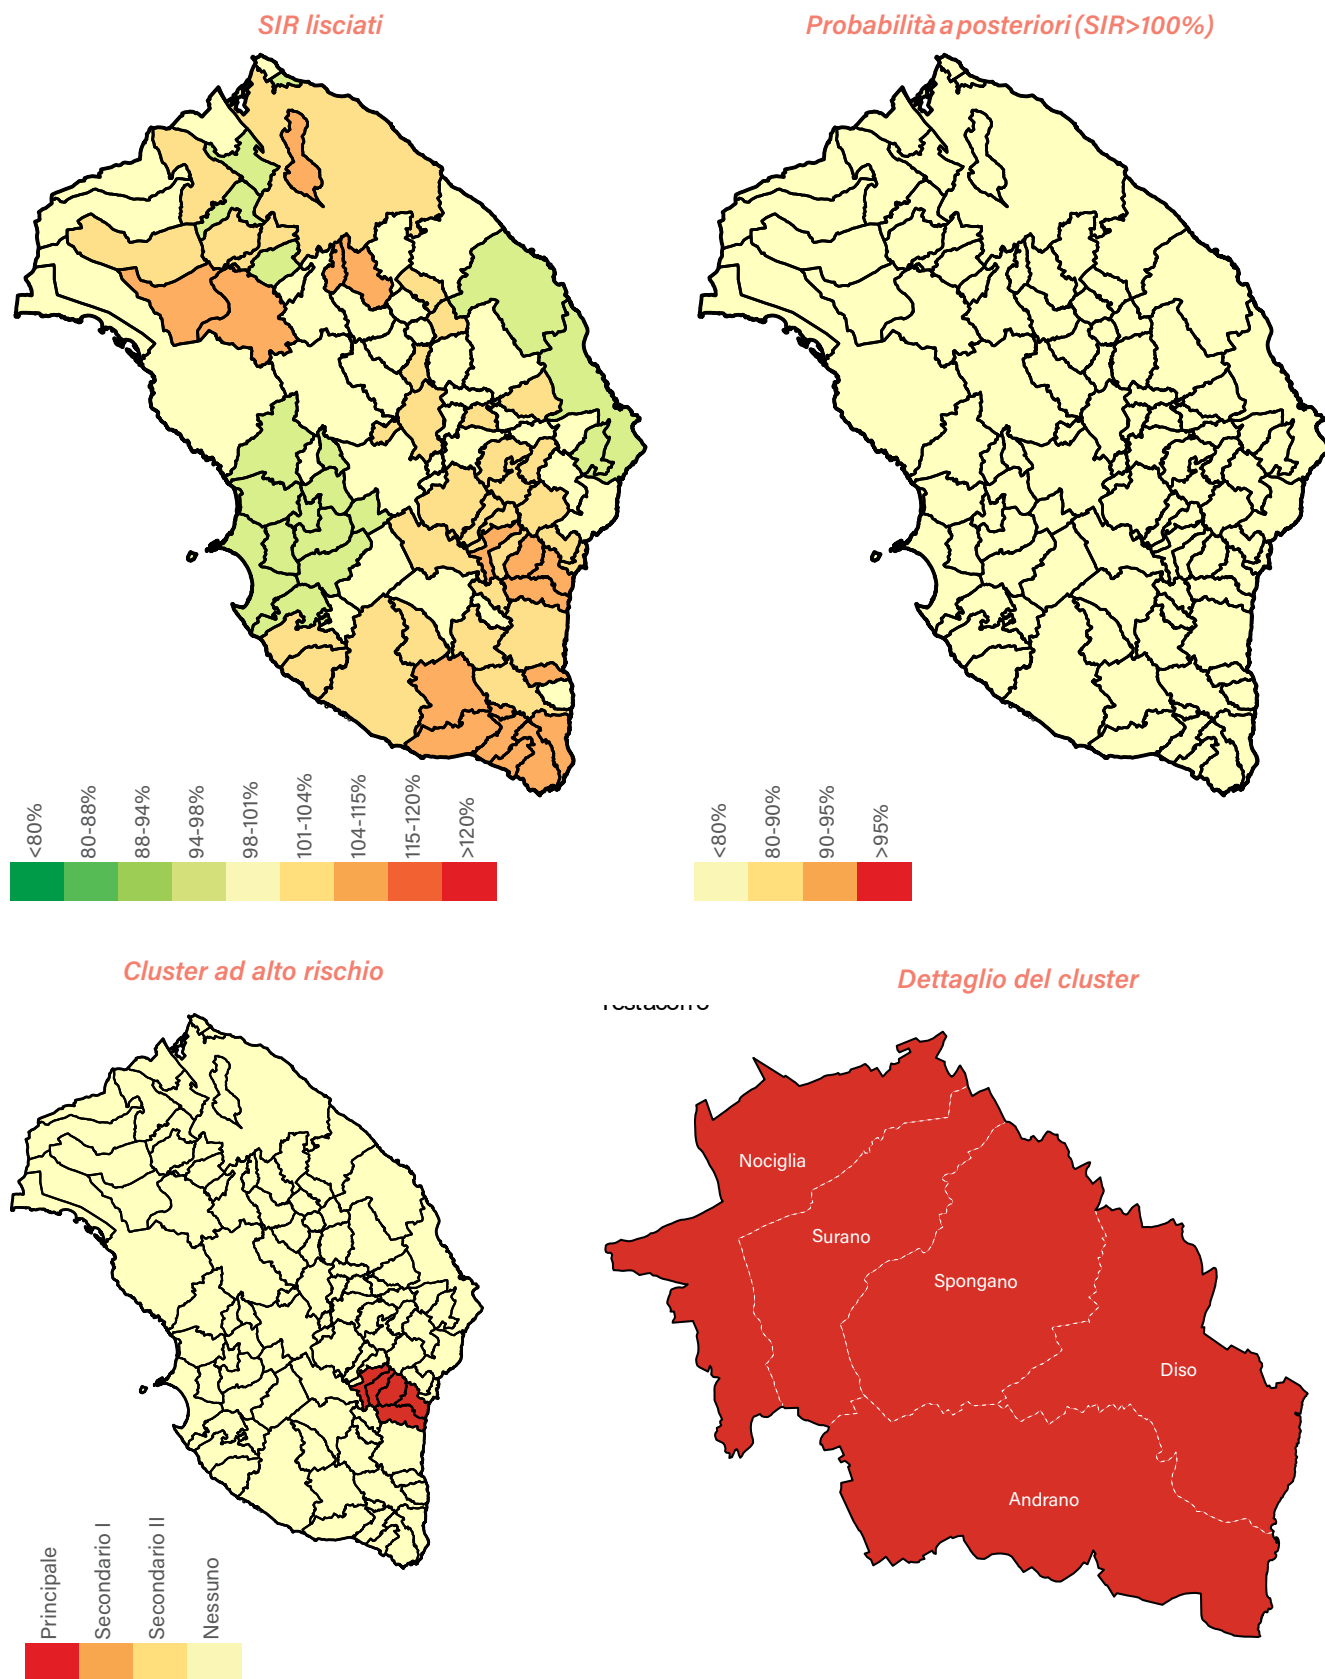 SIR lisciati
Probabilità a posteriori (SIR>100%)
<80%
80-88%
88-94%
94-98%
98-101%
101-104%
104-115%
115-120%
>120%
<80%
80-90%
90-95%
>95%
Cluster ad alto rischio
Dettaglio del cluster
Nociglia
Surano
Spongano
Diso
Andrano
Principale
Secondario I
Secondario II
Nessuno